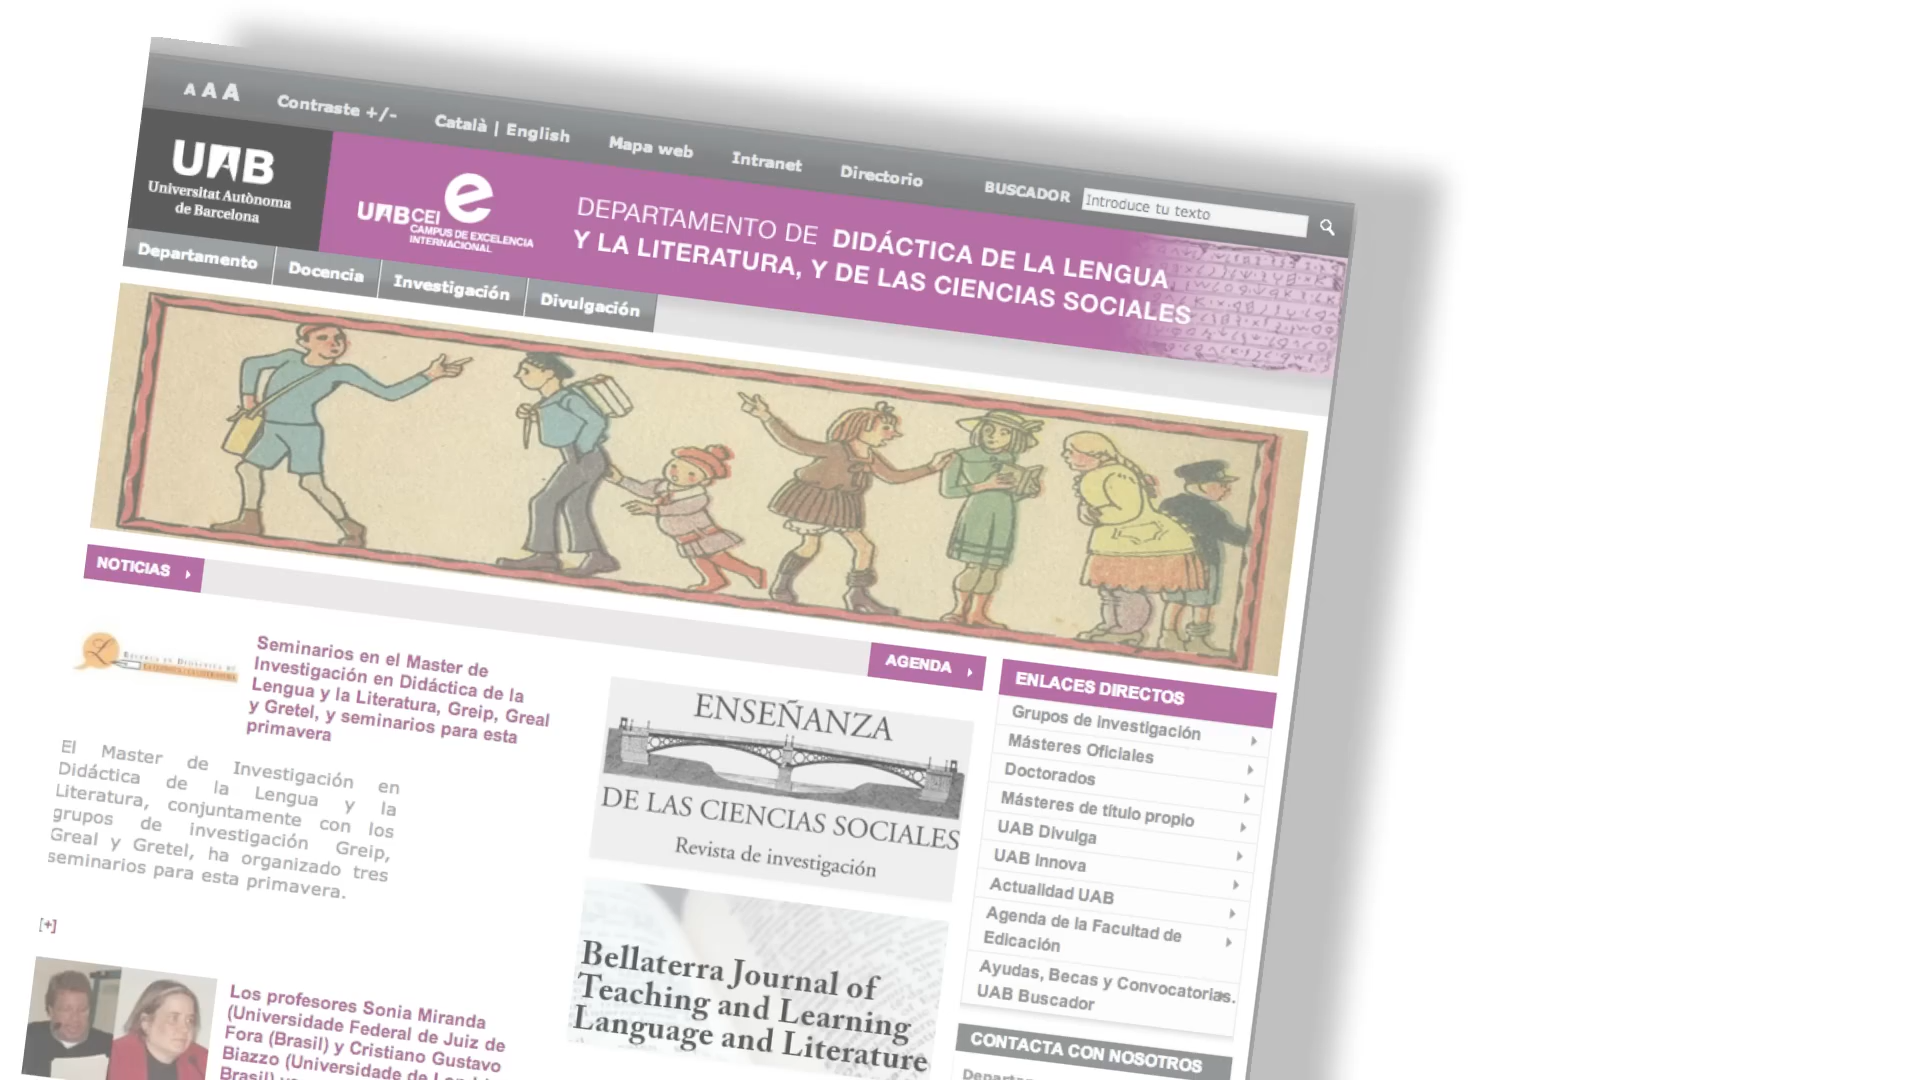 A A A
Contraste +/-
Català | English
Mapa web
Intranet
Directorio
BUSCADOR
Introduce tu texto
UAB
Universitat Autònoma
de Barcelona
UAB CEI e
CAMPUS DE EXCELENCIA
INTERNACIONAL
DEPARTAMENTO DE DIDÁCTICA DE LA LENGUA
Y LA LITERATURA, Y DE LAS CIENCIAS SOCIALES
Departamento
Docencia
Investigación
Divulgación
NOTICIAS
AGENDA
Seminarios en el Master de
Investigación en Didáctica de la
Lengua y la Literatura, Greip, Greal
y Gretel, y seminarios para esta
primavera
El Master de Investigación en
Didáctica de la Lengua y la
Literatura, conjuntamente con los
grupos de investigación Greip,
Greal y Gretel, ha organizado tres
seminarios para esta primavera.
[+]
Los profesores Sonia Miranda
(Universidade Federal de Juiz de
Fora (Brasil) y Cristiano Gustavo
Biazzo (Universidade de
ENSEÑANZA
DE LAS CIENCIAS SOCIALES
Revista de investigación
Bellaterra Journal of
Teaching and Learning
Language and Literature
ENLACES DIRECTOS
Grupos de investigación
Másteres Oficiales
Doctorados
Másteres de título propio
UAB Divulga
UAB Innova
Actualidad UAB
Agenda de la Facultad de
Edicación
Ayudas, Becas y Convocatorias.
UAB Buscador
CONTACTA CON NOSOTROS